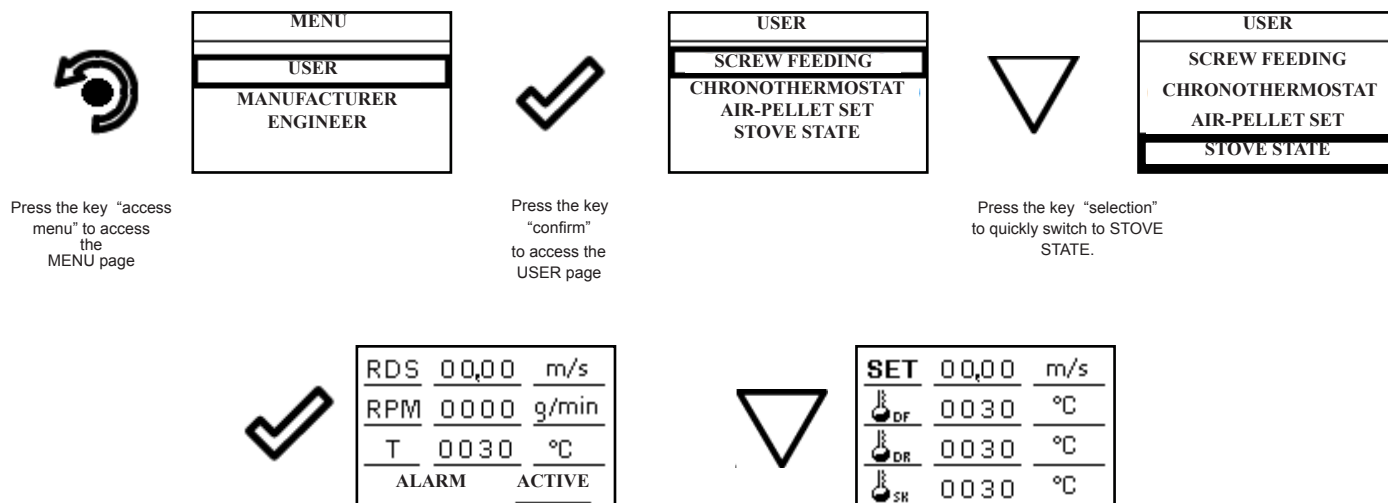 MENU
USER
MANUFACTURER
ENGINEER
Press the key "access
menu" to access
the
MENU page
Press the key
"confirm"
to access the
USER page
USER
SCREW FEEDING
CHRONOTHERMOSTAT
AIR-PELLET SET
STOVE STATE
Press the key "selection"
to quickly switch to STOVE
STATE.
USER
SCREW FEEDING
CHRONOTHERMOSTAT
AIR-PELLET SET
STOVE STATE
RDS 00,00 m/s
RPM 0000 g/min
T 0030 °C
ALARM ACTIVE
SET 00,00 m/s
DF 0030 °C
DR 0030 °C
SK 0030 °C